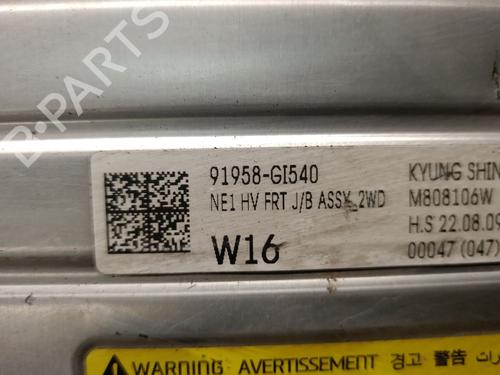 B-PARTS
91958-GI540
KYUNG SHIN
NE1 HV FRT J/B ASSY_2WD
M808106W
W16
H.S 22.08.09
00047 (047)
WARNING AVERTISSEMENT 경고 警告